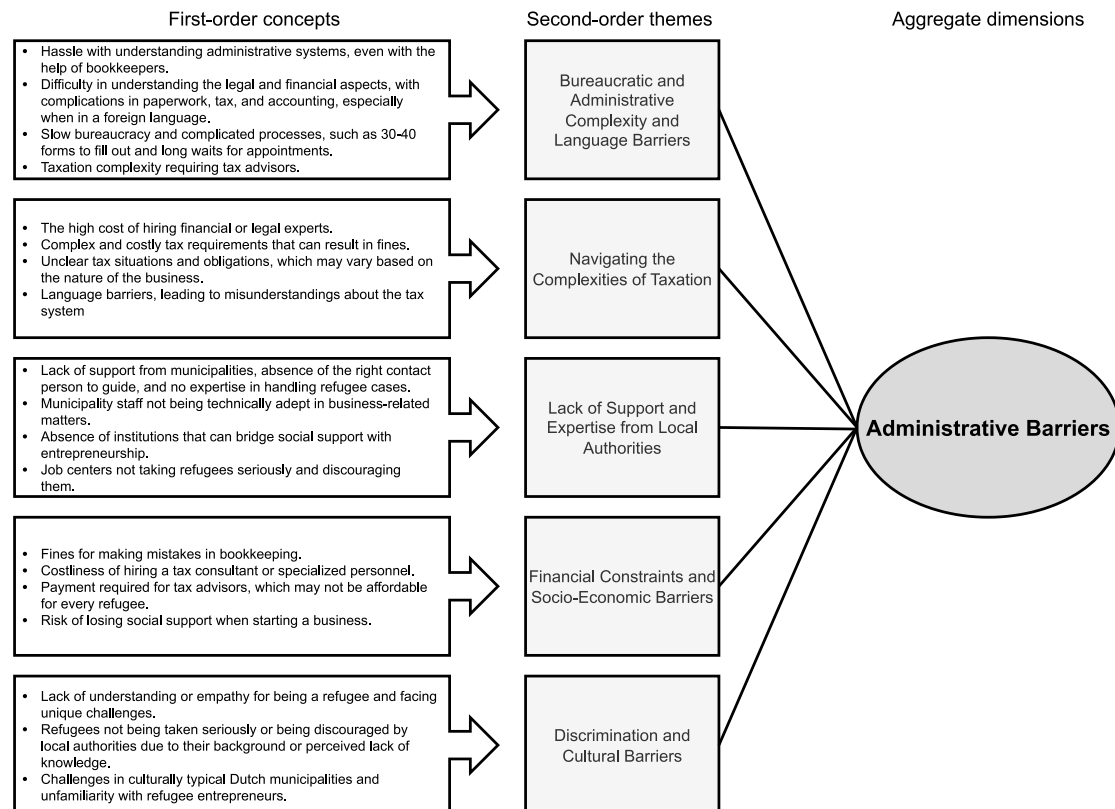 First-order concepts
Second-order themes
Aggregate dimensions
• Hassle with understanding administrative systems, even with the
help of bookkeepers.
• Difficulty in understanding the legal and financial aspects, with
complications in paperwork, tax, and accounting, especially
when in a foreign language.
• Slow bureaucracy and complicated processes, such as 30-40
forms to fill out and long waits for appointments.
• Taxation complexity requiring tax advisors.
Bureaucratic and
Administrative
Complexity and
Language Barriers
• The high cost of hiring financial or legal experts.
• Complex and costly tax requirements that can result in fines.
• Unclear tax situations and obligations, which may vary based on
the nature of the business.
• Language barriers, leading to misunderstandings about the tax
system
Navigating the
Complexities of Taxation
• Lack of support from municipalities, absence of the right contact
person to guide, and no expertise in handling refugee cases.
• Municipality staff not being technically adept in business-related
matters.
• Absence of institutions that can bridge social support with
entrepreneurship.
• Job centers not taking refugees seriously and discouraging
them.
Lack of Support and
Expertise from Local
Authorities
Administrative Barriers
• Fines for making mistakes in bookkeeping.
• Costliness of hiring a tax consultant or specialized personnel.
• Payment required for tax advisors, which may not be affordable
for every refugee.
• Risk of losing social support when starting a business.
Financial Constraints and
Socio-Economic Barriers
• Lack of understanding or empathy for being a refugee and facing
unique challenges.
• Refugees not being taken seriously or being discouraged by
local authorities due to their background or perceived lack of
knowledge.
• Challenges in culturally typical Dutch municipalities and
unfamiliarity with refugee entrepreneurs.
Discrimination and
Cultural Barriers